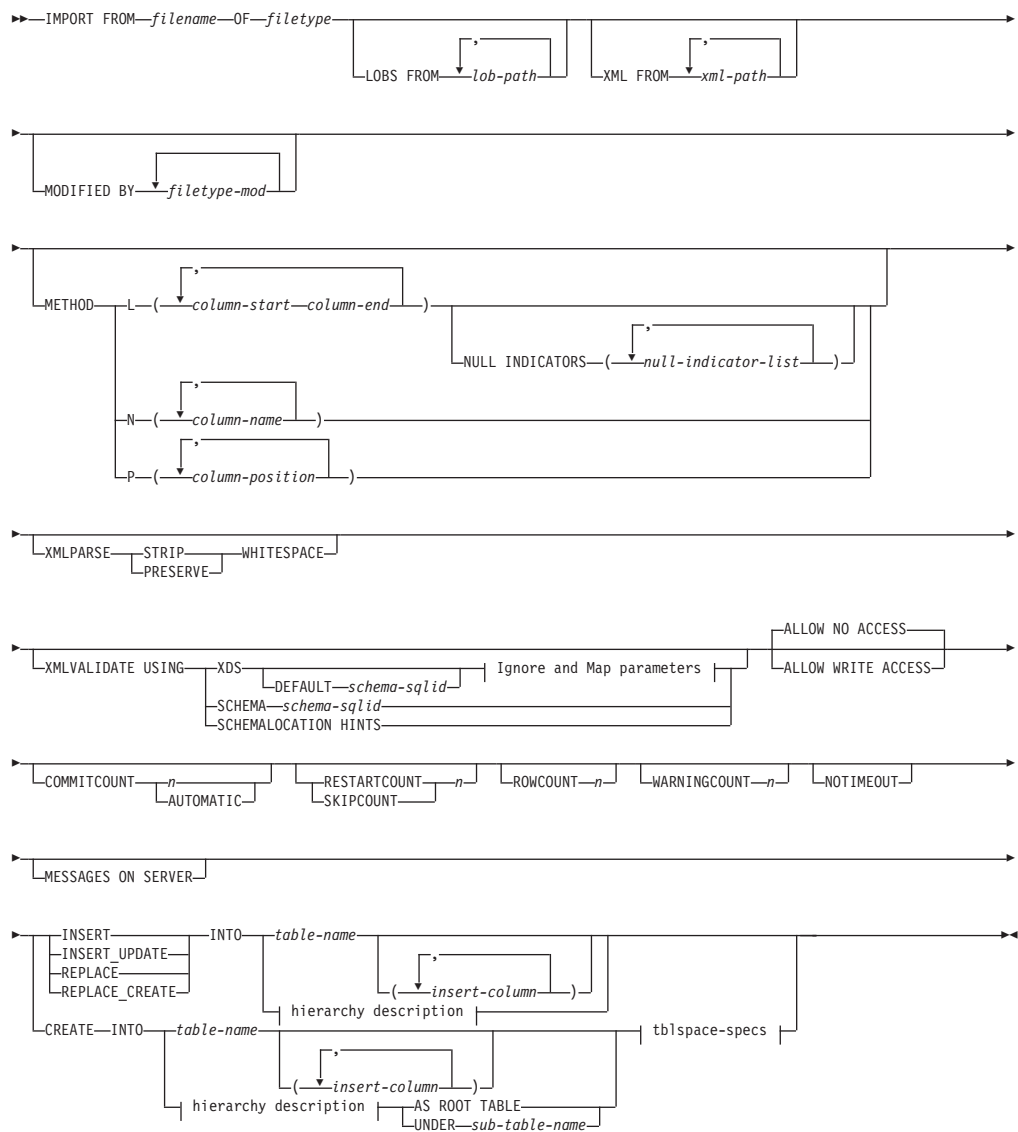 IMPORT FROM filename OF filetype
,
LOBS FROM lob-path
,
XML FROM xml-path
MODIFIED BY filetype-mod
METHOD L ( column-start column-end )
,
NULL INDICATORS ( null-indicator-list )
,
N ( column-name )
,
P ( column-position )
,
XMLPARSE STRIP WHITESPACE
PRESERVE
XMLVALIDATE USING XDS Ignore and Map parameters
DEFAULT schema-sqlid
SCHEMA schema-sqlid
SCHEMALOCATION HINTS
ALLOW NO ACCESS
ALLOW WRITE ACCESS
COMMITCOUNT n
AUTOMATIC
RESTARTCOUNT n
SKIPCOUNT
ROWCOUNT n
WARNINGCOUNT n
NOTIMEOUT
MESSAGES ON SERVER
INSERT INTO table-name
INSERT_UPDATE
REPLACE
REPLACE_CREATE
,
( insert-column )
hierarchy description
CREATE INTO table-name tblspace-specs
,
( insert-column )
hierarchy description AS ROOT TABLE
UNDER sub-table-name